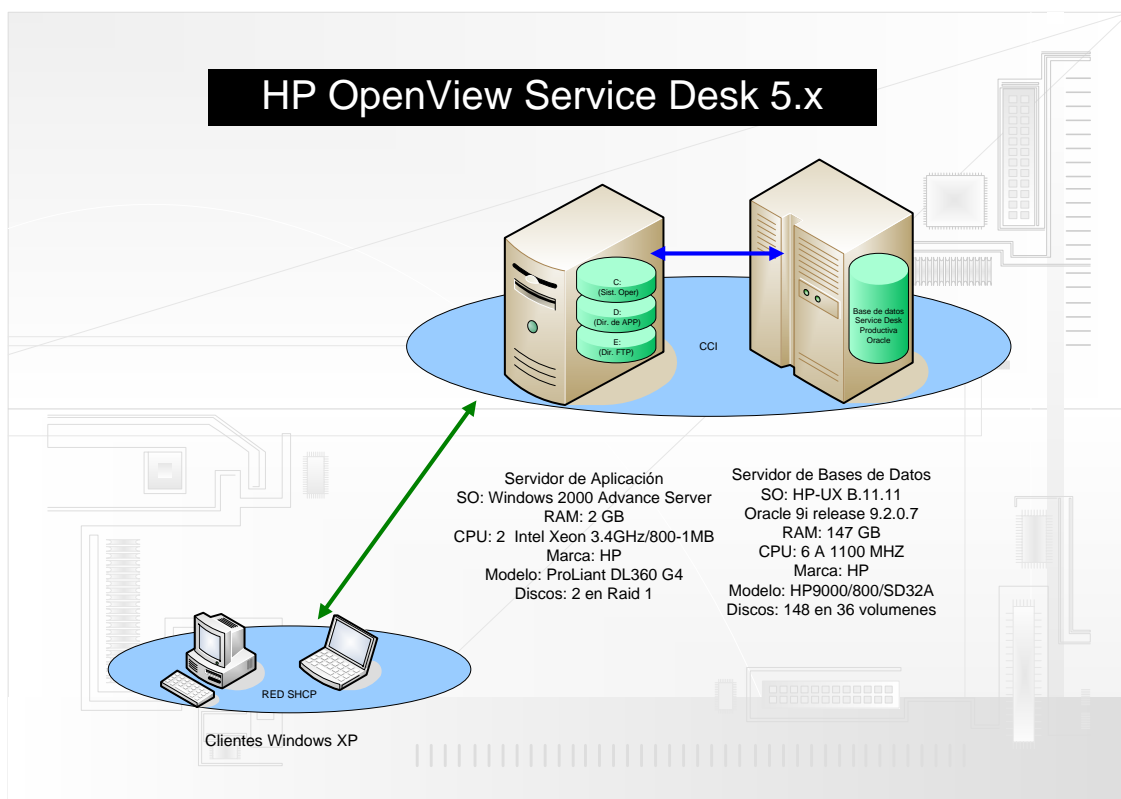 HP OpenView Service Desk 5.x
C:
(Sist. Oper)
D:
(Dir. de APP)
E:
(Dir. FTP)
Base de datos
Service Desk
Productiva
Oracle
CCI
Servidor de Aplicación
SO: Windows 2000 Advance Server
RAM: 2 GB
CPU: 2  Intel Xeon 3.4GHz/800-1MB
Marca: HP
Modelo: ProLiant DL360 G4
Discos: 2 en Raid 1
Servidor de Bases de Datos
SO: HP-UX B.11.11
Oracle 9i release 9.2.0.7
RAM: 147 GB
CPU: 6 A 1100 MHZ
Marca: HP
Modelo: HP9000/800/SD32A
Discos: 148 en 36 volumenes
RED SHCP
Clientes Windows XP